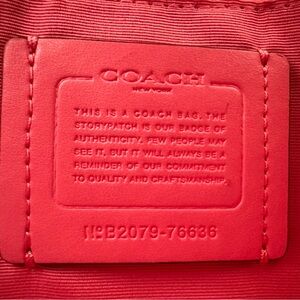 COACH
NEW YORK
THIS IS A COACH BAG. THE
STORYPATCH IS OUR BADGE OF
AUTHENTICITY. FEW PEOPLE MAY
SEE IT, BUT IT WILL ALWAYS BE A
REMINDER OF OUR COMMITMENT
TO QUALITY AND CRAFTSMANSHIP.
NºB2079-76636